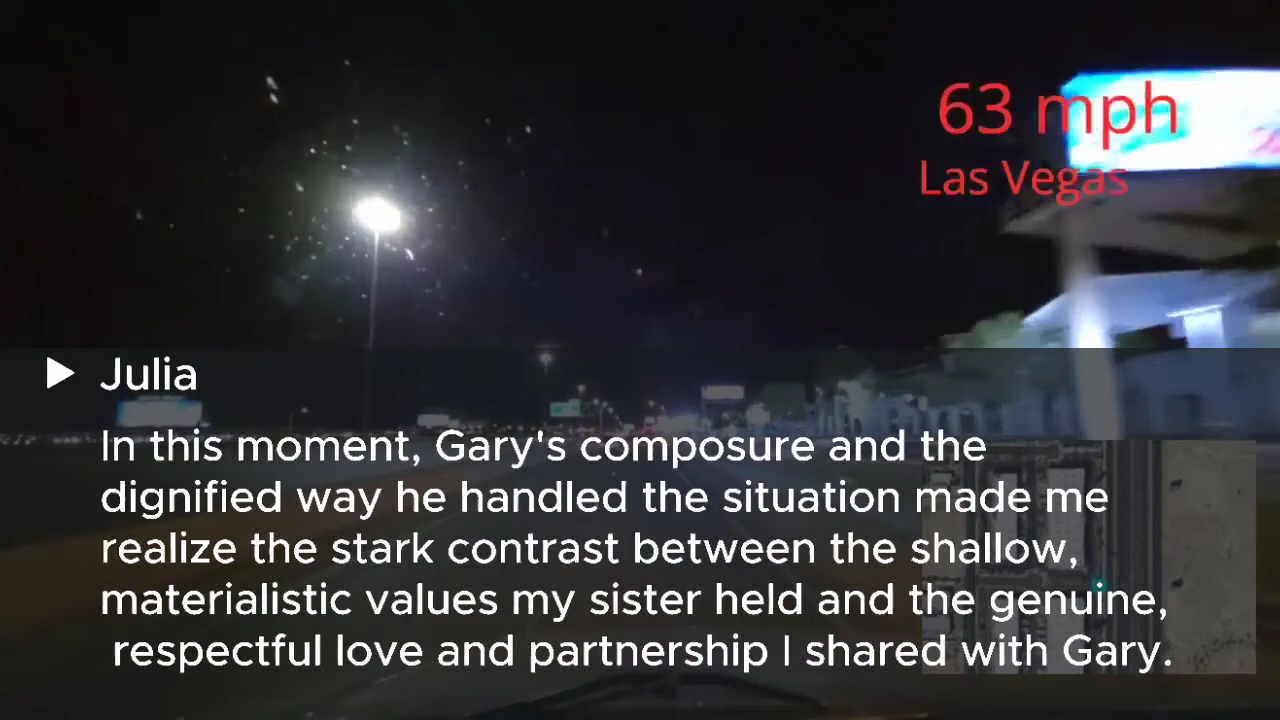 63 mph
Las Vegas
Julia
In this moment, Gary's composure and the
dignified way he handled the situation made me
realize the stark contrast between the shallow,
materialistic values my sister held and the genuine,
respectful love and partnership I shared with Gary.